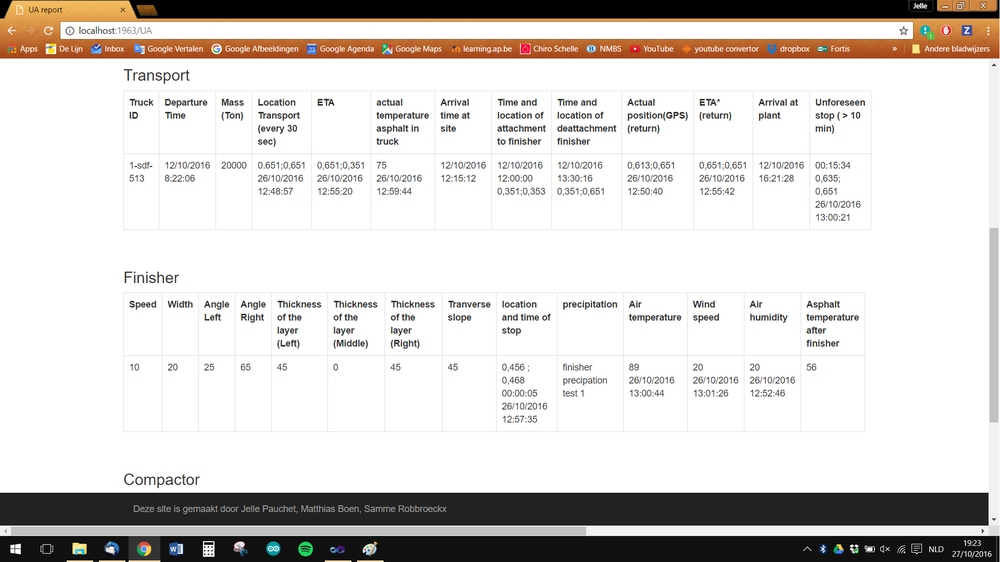 UA report
Jelle
localhost:1963/UA
1
Apps De Lijn Inbox Google Vertalen Google Afbeeldingen 23 Google Agenda Google Maps learning.ap.be Chiro Schelle B NMBS YouTube youtube convertor dropbox Fortis » Andere bladwijzers
Z
Transport
Truck ID
Departure Time
Mass (Ton)
Location Transport (every 30 sec)
ETA
actual temperature asphalt in truck
Arrival time at site
Time and location of attachment to finisher
Time and location of deattachment finisher
Actual position(GPS) (return)
ETA* (return)
Arrival at plant
Unforeseen stop ( > 10 min)
1-sdf-513
12/10/2016 8:22:06
20000
0.651;0,651 26/10/2016 12:48:57
0,651;0,351 26/10/2016 12:55:20
75 26/10/2016 12:59:44
12/10/2016 12:15:12
12/10/2016 12:00:00 0,351;0,353
12/10/2016 13:30:16 0,351;0,651
0,613;0,651 26/10/2016 12:50:40
0,651;0,651 26/10/2016 12:55:42
12/10/2016 16:21:28
00:15:34 0,635; 0,651 26/10/2016 13:00:21
Finisher
Speed
Width
Angle Left
Angle Right
Thickness of the layer (Left)
Thickness of the layer (Middle)
Thickness of the layer (Right)
Tranverse slope
location and time of stop
precipitation
Air temperature
Wind speed
Air humidity
Asphalt temperature after finisher
10
20
25
65
45
0
45
45
0,456 ; 0,468 00:00:05 26/10/2016 12:57:35
finisher precipation test 1
89 26/10/2016 13:00:44
20 26/10/2016 13:01:26
20 26/10/2016 12:52:46
56
Compactor
Deze site is gemaakt door Jelle Pauchet, Matthias Boen, Samme Robbroeckx
NLD
19:23
27/10/2016